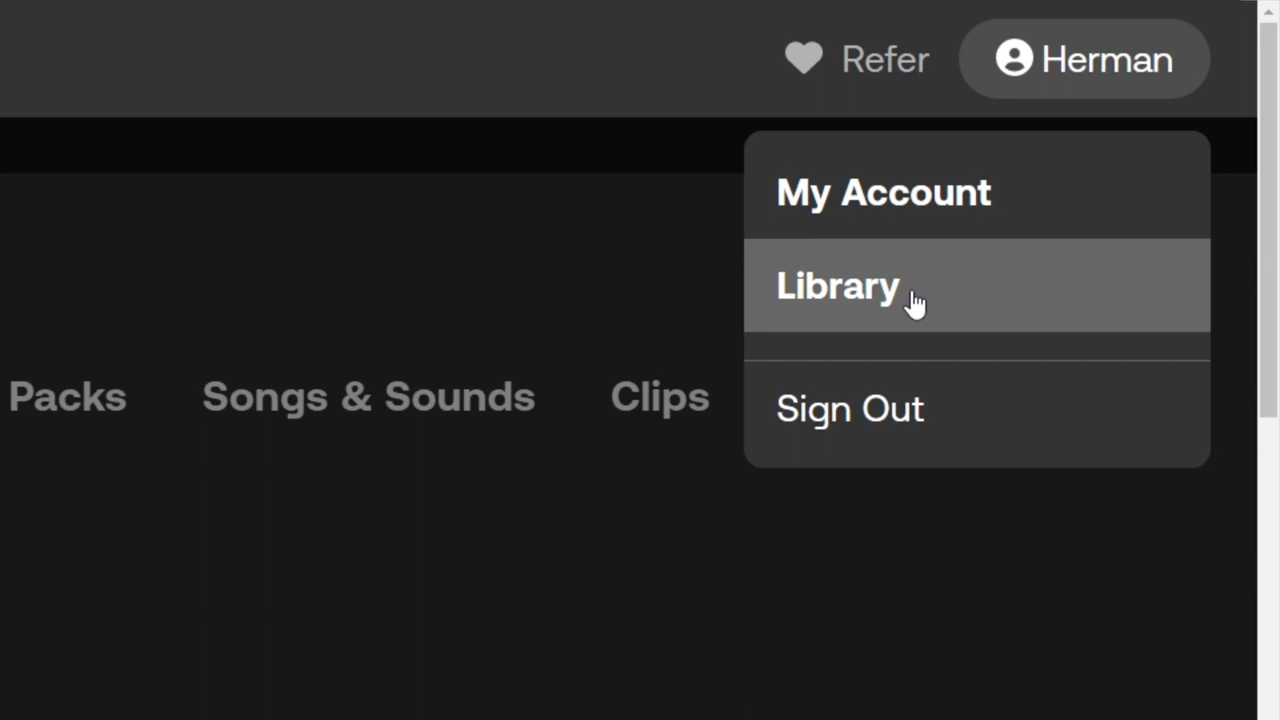 Refer
Herman
My Account
Library
Packs
Songs & Sounds
Clips
Sign Out